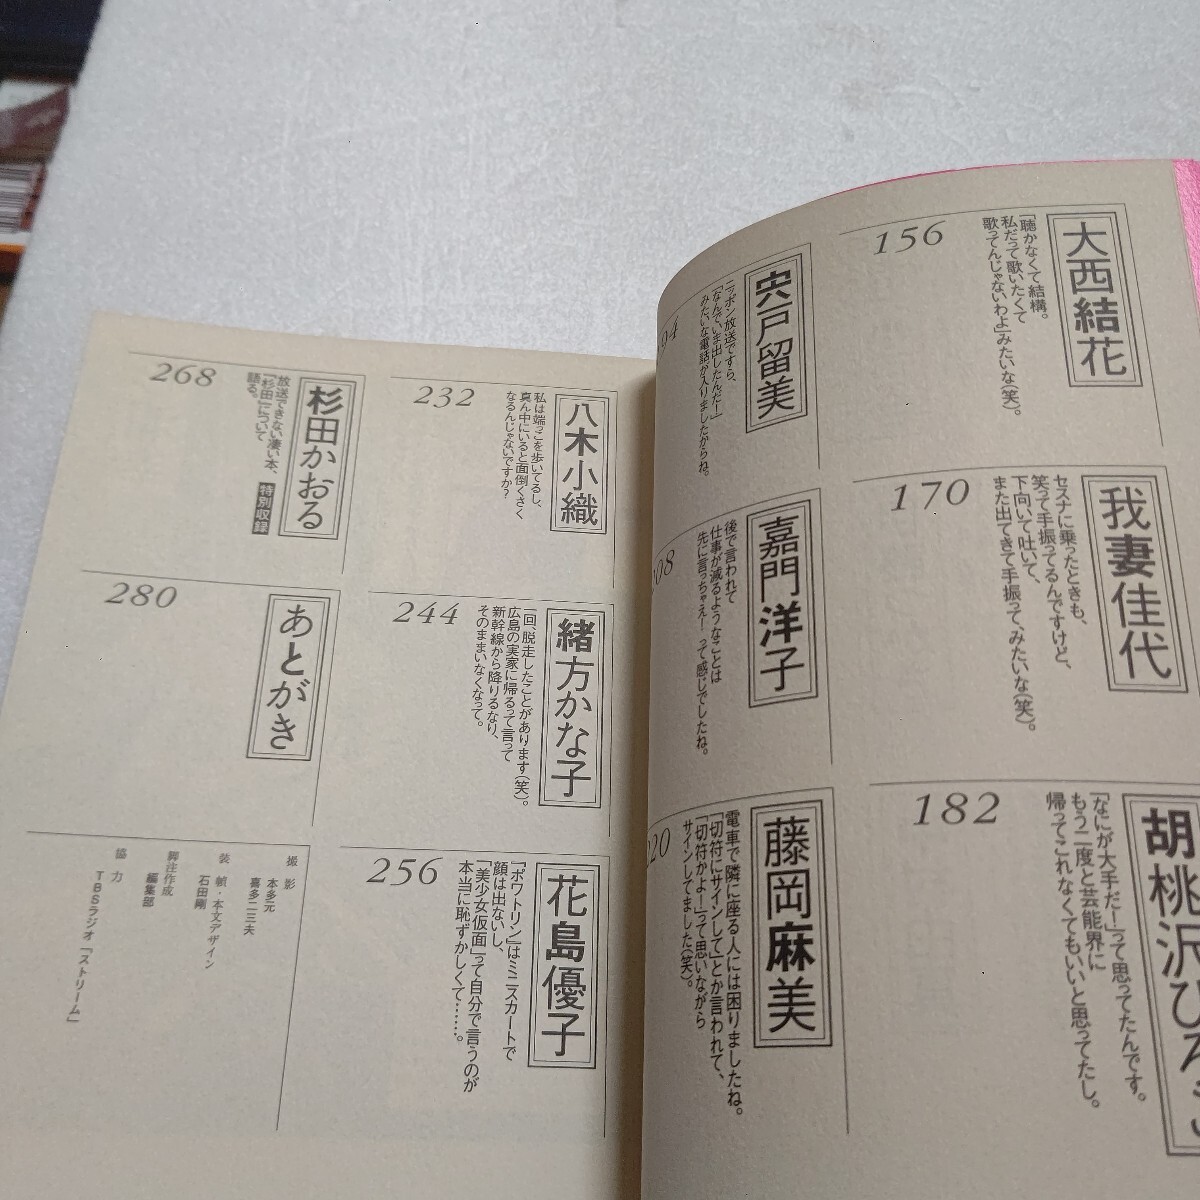 大西結花
「聴かなくて結構。
私だって歌いたくて
歌ってんじゃないわよ」みたいな(笑)。
156
我妻佳代
セスナに乗ったときも、
笑って手振ってるんですけど、
下向いて吐いて、
また出てきて手振って、みたいな(笑)。
170
胡桃沢ひろこ
「なにが大手だー」って思ってたんです。
もう二度と芸能界に
帰ってこれなくてもいいと思ってたし。
182
宍戸留美
ニッポン放送ですら、
「なんで、いま出したんだー」
みたいな電話が入りましたからね。
94
嘉門洋子
後で言われて
仕事が減るようなことは
先に言っちゃえーって感じでしたね。
08
藤岡麻美
電車で隣に座る人には困りましたね。
「切符にサインして」とか言われて、
「切符かよー」って思いながら
サインしてました(笑)。
20
八木小織
私は端っこを歩いてるし、
真ん中にいると面倒くさく
なるんじゃないですか?
232
緒方かな子
一回、脱走したことがあります(笑)。
広島の実家に帰るって言って
新幹線から降りるなり、
そのままいなくなって。
244
花島優子
『ポワトリン』はミニスカートで
顔は出ないし、
「美少女仮面」って自分で言うのが
本当に恥ずかしくて……。
256
杉田かおる
放送できない凄い本、
『杉田』について
語る。
特別収録
268
あとがき
280
撮影
本多元
喜多二三夫
装幀・本文デザイン
石田剛
脚注作成
編集部
協力
TBSラジオ「ストリーム」